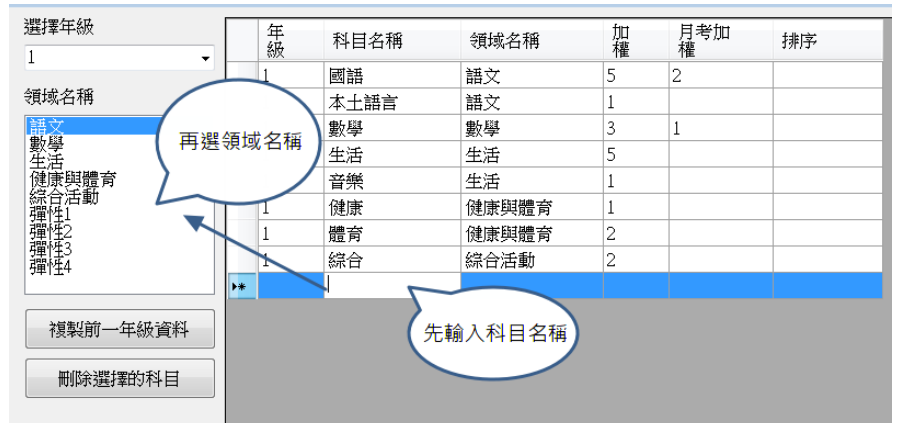 選擇年級
1
領域名稱
語文
數學
生活
健康與體育
綜合活動
彈性1
彈性2
彈性3
彈性4
複製前一年級資料
刪除選擇的科目
年級 科目名稱 領域名稱 加權 月考加權 排序
1 國語 語文 5 2
本土語言 語文 1
數學 數學 3 1
生活 生活 5
音樂 生活 1
1 健康 健康與體育 1
1 體育 健康與體育 2
1 綜合 綜合活動 2
再選領域名稱
先輸入科目名稱